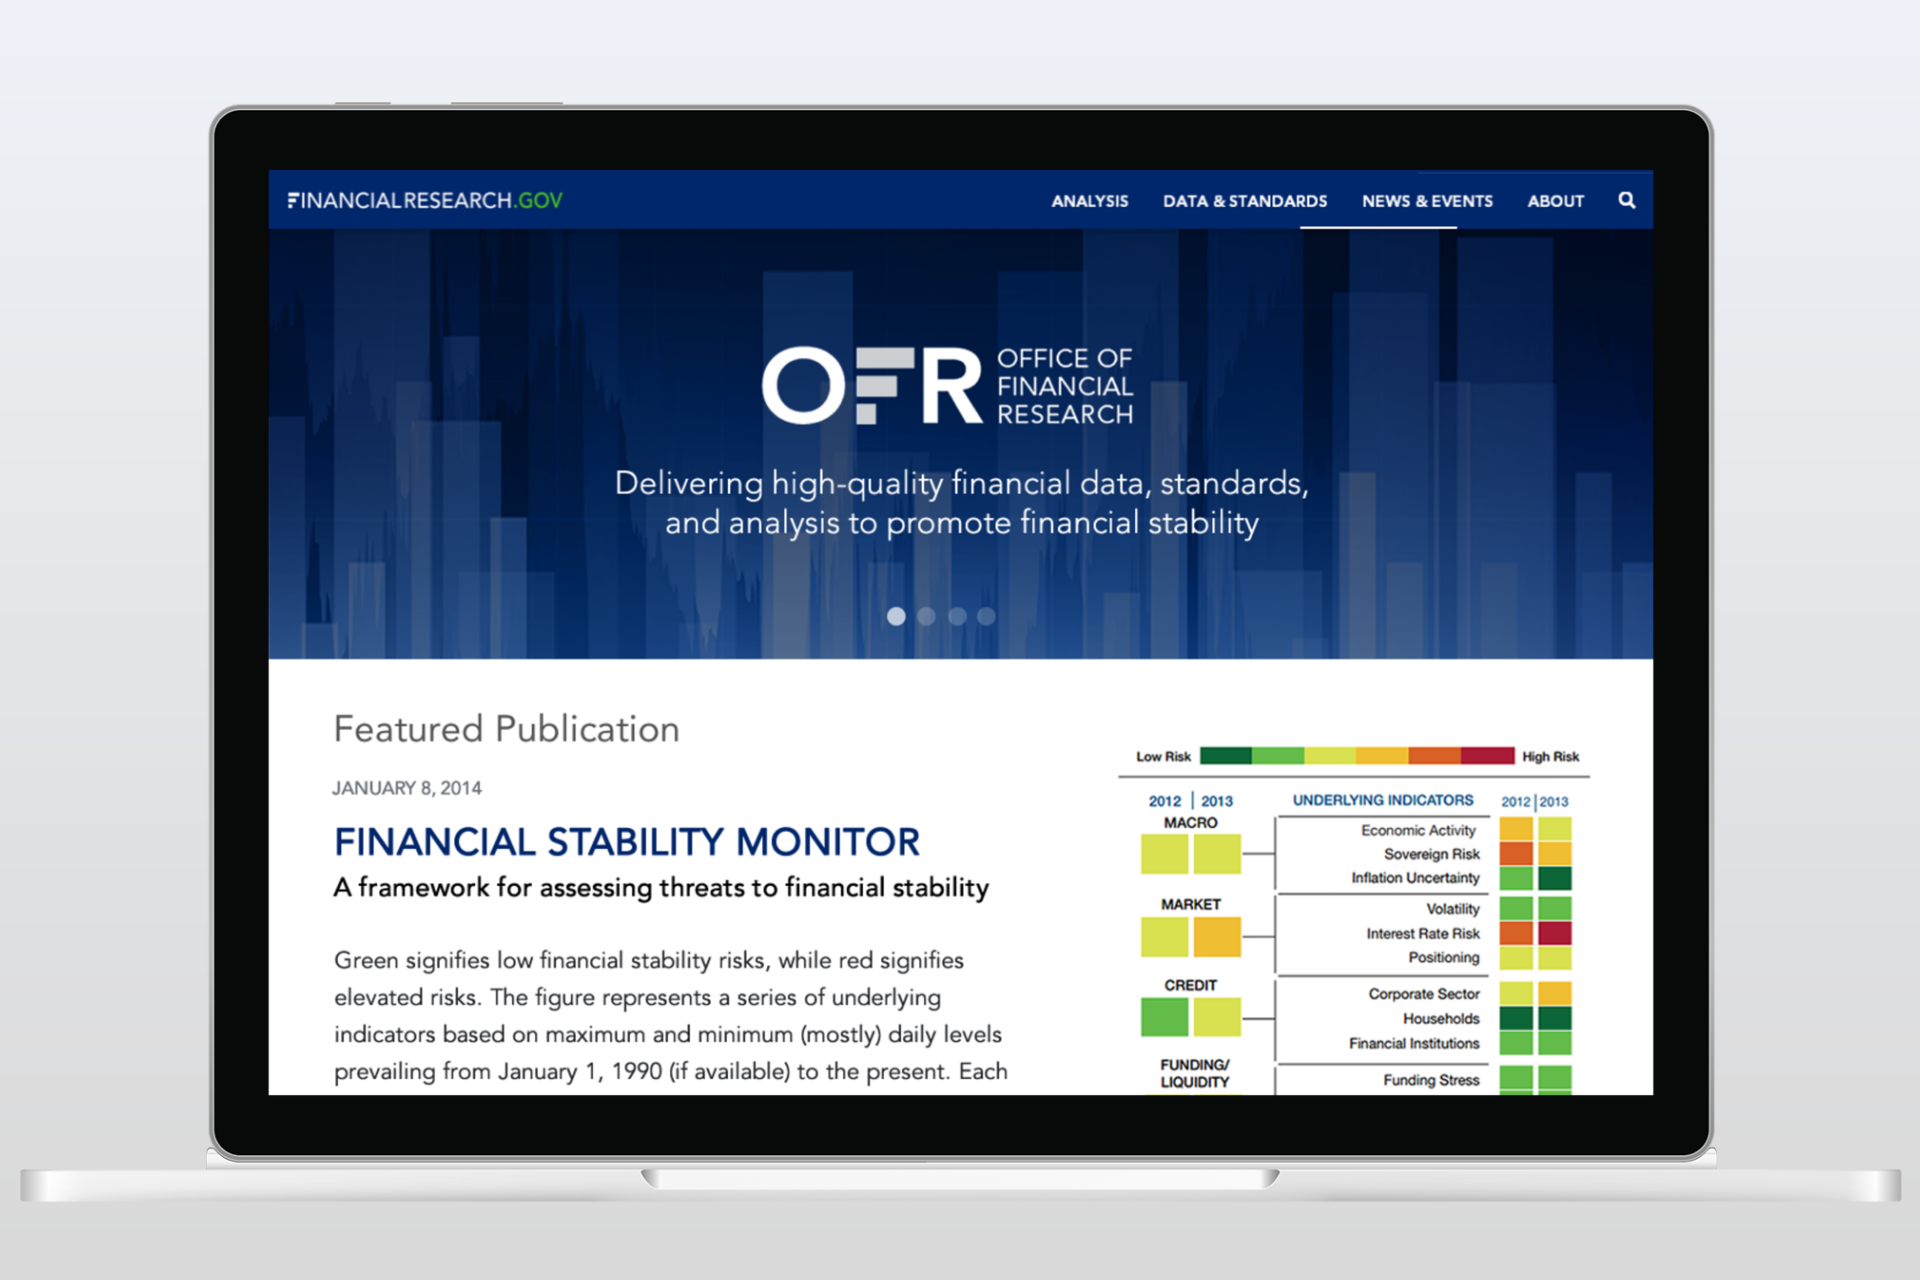 FINANCIALRESEARCH.GOV
ANALYSIS DATA & STANDARDS NEWS & EVENTS ABOUT
OFR
OFFICE OF
FINANCIAL
RESEARCH
Delivering high-quality financial data, standards,
and analysis to promote financial stability
Featured Publication
JANUARY 8, 2014
FINANCIAL STABILITY MONITOR
A framework for assessing threats to financial stability
Green signifies low financial stability risks, while red signifies
elevated risks. The figure represents a series of underlying
indicators based on maximum and minimum (mostly) daily levels
prevailing from January 1, 1990 (if available) to the present. Each
Low Risk High Risk
2012 | 2013 UNDERLYING INDICATORS 2012 | 2013
MACRO
Economic Activity
Sovereign Risk
Inflation Uncertainty
MARKET
Volatility
Interest Rate Risk
Positioning
CREDIT
Corporate Sector
Households
Financial Institutions
FUNDING/
LIQUIDITY
Funding Stress